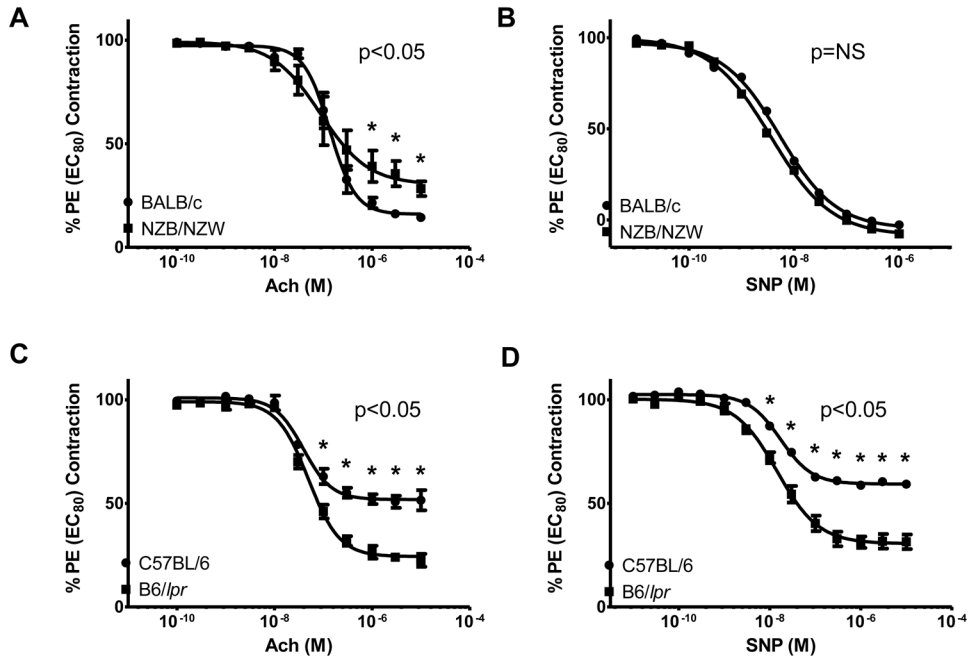 A
% PE (EC80) Contraction
100
50
0
p<0.05
* * *
BALB/c
NZB/NZW
10-10 10-8 10-6 10-4
Ach (M)
B
% PE (EC80) Contraction
100
50
0
p=NS
BALB/c
NZB/NZW
10-10 10-8 10-6
SNP (M)
C
% PE (EC80) Contraction
100
50
0
p<0.05
* * * * *
C57BL/6
B6/lpr
10-10 10-8 10-6 10-4
Ach (M)
D
% PE (EC80) Contraction
100
50
0
p<0.05
* * * * * * *
C57BL/6
B6/lpr
10-10 10-8 10-6 10-4
SNP (M)